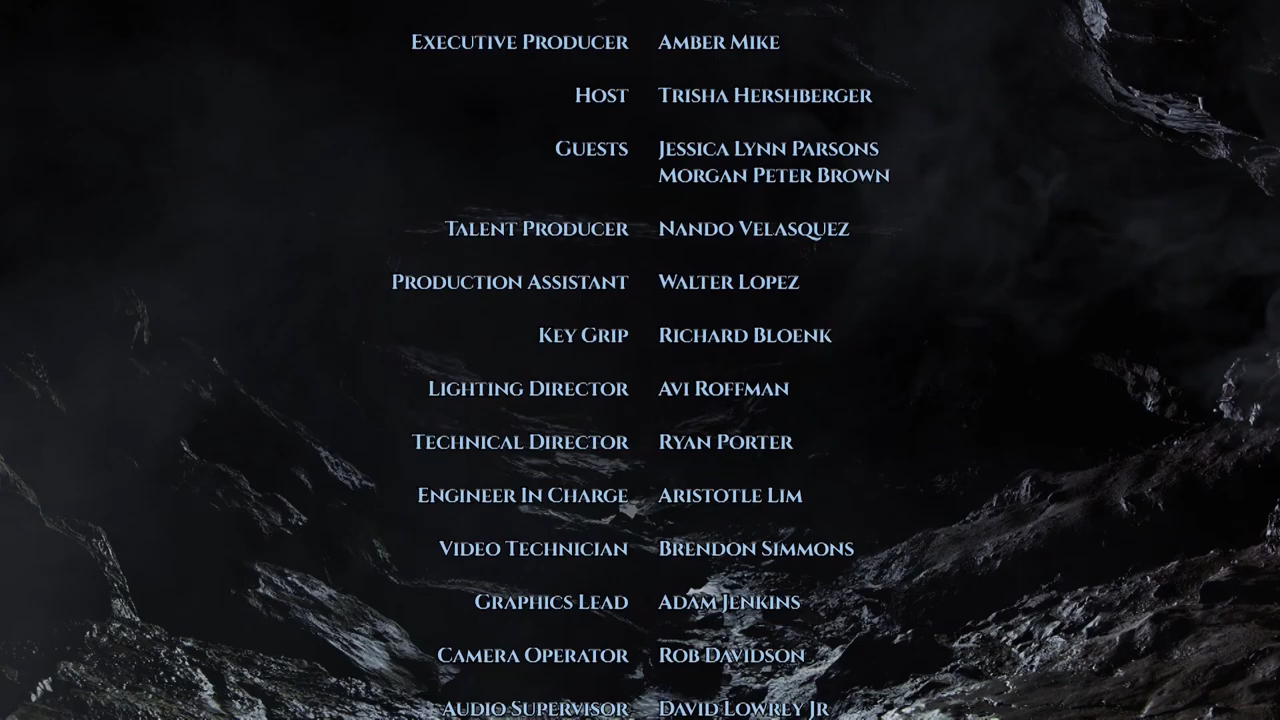 Executive Producer Amber Mike
Host Trisha Hershberger
Guests Jessica Lynn Parsons
Morgan Peter Brown
Talent Producer Nando Velasquez
Production Assistant Walter Lopez
Key Grip Richard Bloenk
Lighting Director Avi Roffman
Technical Director Ryan Porter
Engineer In Charge Aristotle Lim
Video Technician Brendon Simmons
Graphics Lead Adam Jenkins
Camera Operator Rob Davidson
Audio Supervisor David Lowrey Jr